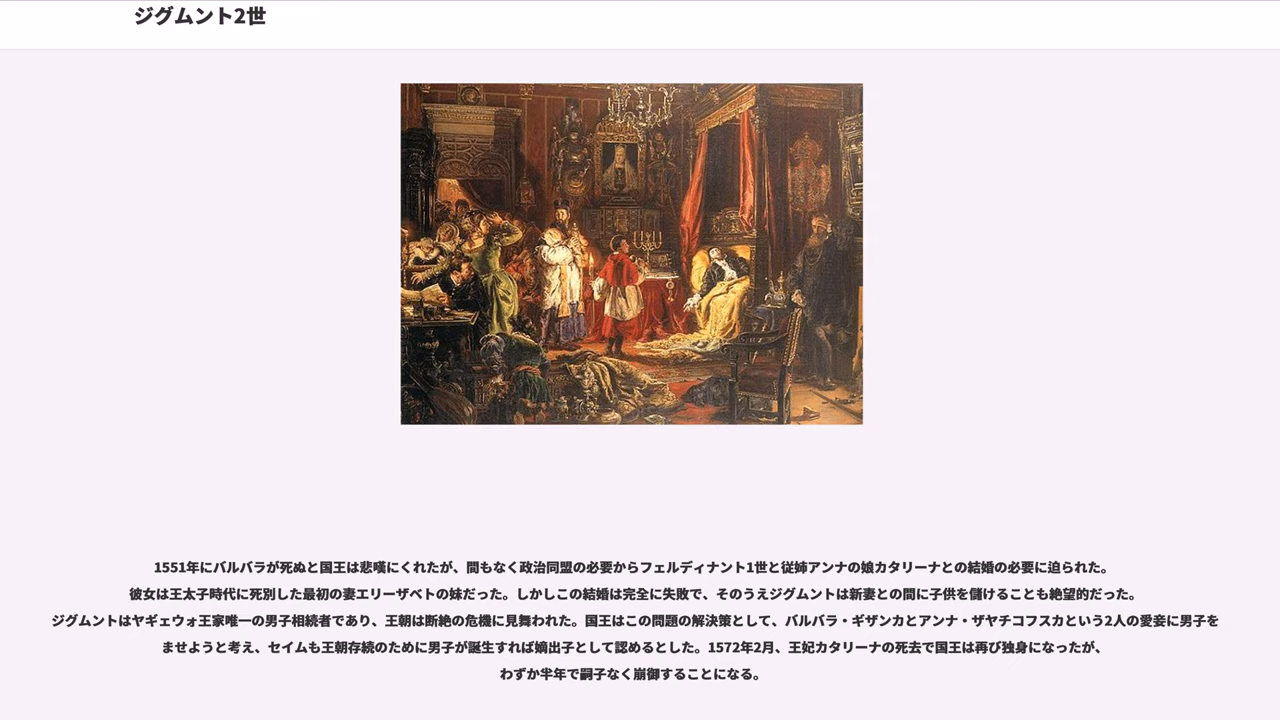 ジグムント2世
1551年にバルバラが死ぬと国王は悲嘆にくれたが、間もなく政治同盟の必要からフェルディナント1世と従姉アンナの娘カタリーナとの結婚の必要に迫られた。
彼女は王太子時代に死別した最初の妻エリーザベトの妹だった。しかしこの結婚は完全に失敗で、そのうえジグムントは新妻との間に子供を儲けることも絶望的だった。
ジグムントはヤギェウォ王家唯一の男子相続者であり、王朝は断絶の危機に見舞われた。国王はこの問題の解決策として、バルバラ・ギザンカとアンナ・ザヤチコフスカという2人の愛妾に男子を
ませようと考え、セイムも王朝存続のために男子が誕生すれば嫡出子として認めるとした。1572年2月、王妃カタリーナの死去で国王は再び独身になったが、
わずか半年で嗣子なく崩御することになる。